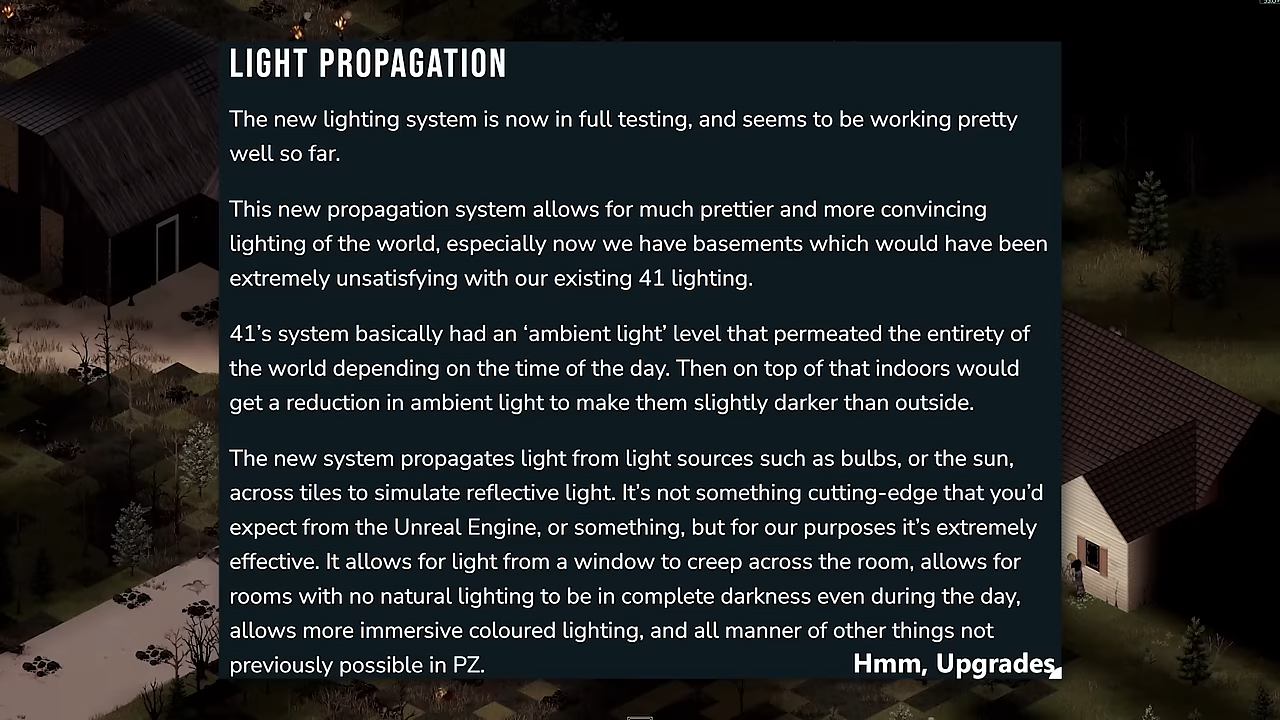 LIGHT PROPAGATION
The new lighting system is now in full testing, and seems to be working pretty
well so far.
This new propagation system allows for much prettier and more convincing
lighting of the world, especially now we have basements which would have been
extremely unsatisfying with our existing 41 lighting.
41’s system basically had an ‘ambient light’ level that permeated the entirety of
the world depending on the time of the day. Then on top of that indoors would
get a reduction in ambient light to make them slightly darker than outside.
The new system propagates light from light sources such as bulbs, or the sun,
across tiles to simulate reflective light. It’s not something cutting-edge that you’d
expect from the Unreal Engine, or something, but for our purposes it’s extremely
effective. It allows for light from a window to creep across the room, allows for
rooms with no natural lighting to be in complete darkness even during the day,
allows more immersive coloured lighting, and all manner of other things not
previously possible in PZ.
Hmm, Upgrades